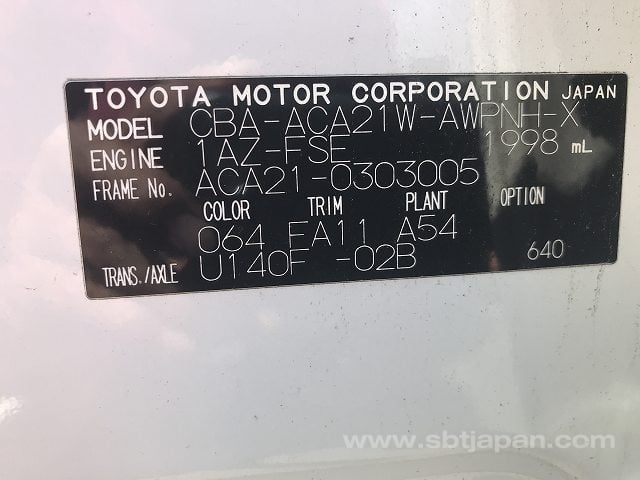 TOYOTA MOTOR CORPORATION JAPAN
MODEL CBA-ACA21W-AWPNH-X
ENGINE 1AZ-FSE 1998 mL
FRAME No. ACA21-0303005
COLOR TRIM PLANT OPTION
064 FA11 A54
TRANS./AXLE U140F -02B 640
www.sbtjapan.com